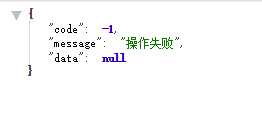 {
"code": -1,
"message": "操作失败",
"data": null
}